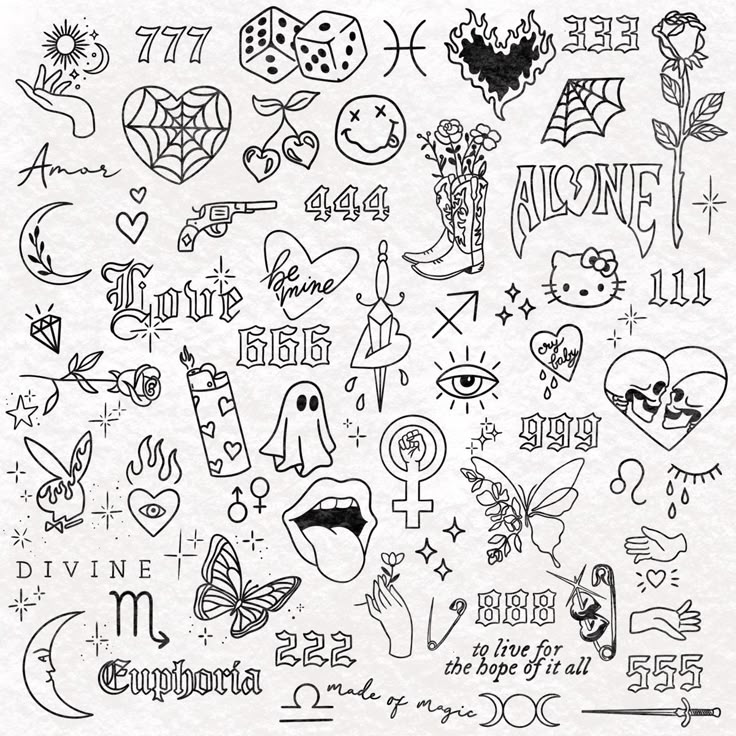 777
333
Amor
444
ALONE
be
mine
Love
111
666
cry
baby
999
DIVINE
888
222
to live for
the hope of it all
Euphoria
555
made of magic